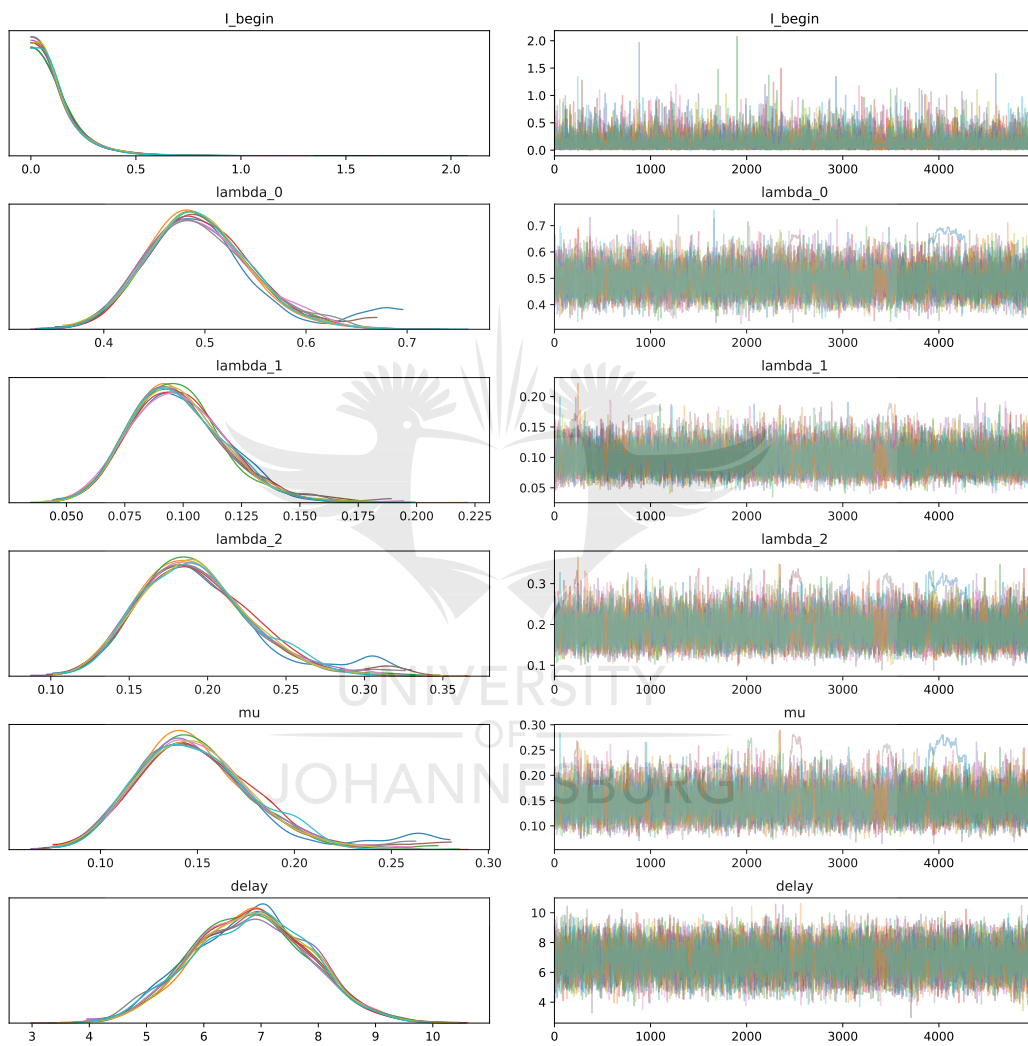 I_begin I_begin
2.0
1.5
1.0
0.5
0.0
0.0 0.5 1.0 1.5 2.0 0 1000 2000 3000 4000
lambda_0 lambda_0
0.7
0.6
0.5
0.4
0.4 0.5 0.6 0.7 0 1000 2000 3000 4000
lambda_1 lambda_1
0.20
0.15
0.10
0.05
0.050 0.075 0.100 0.125 0.150 0.175 0.200 0.225 0 1000 2000 3000 4000
lambda_2 lambda_2
0.3
0.2
0.1
0.10 0.15 0.20 0.25 0.30 0.35 0 1000 2000 3000 4000
UNIVERSITY
mu mu
0.30
OF
0.25
0.20
JOHANNESBURG
0.15
0.10
0.10 0.15 0.20 0.25 0.30 0 1000 2000 3000 4000
delay delay
10
8
6
4
3 4 5 6 7 8 9 10 0 1000 2000 3000 4000